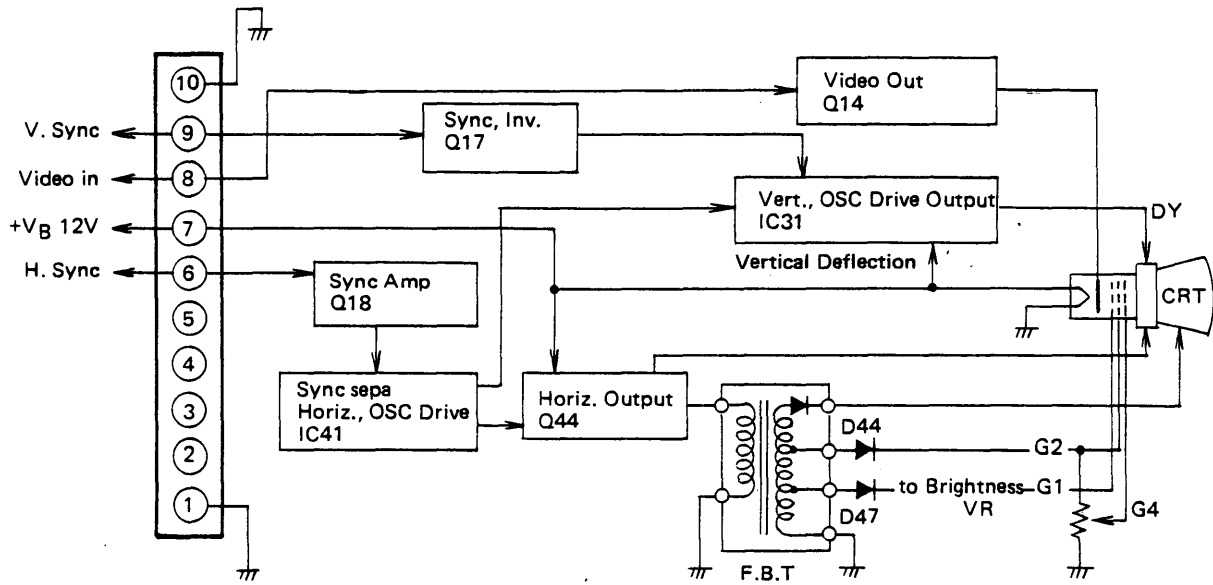 10
9
8
7
6
5
4
3
2
1
V. Sync
Video in
+VB 12V
H. Sync
Sync, Inv.
Q17
Video Out
Q14
Vert., OSC Drive Output
IC31
Vertical Deflection
DY
CRT
Sync Amp
Q18
Sync sepa
Horiz., OSC Drive
IC41
Horiz. Output
Q44
D44
G2
to Brightness G1
VR
D47
G4
F.B.T